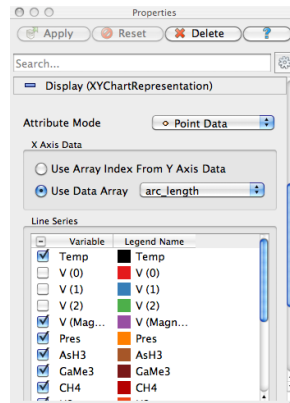 Properties
Apply Reset Delete ?
Search...
Display (XYChartRepresentation)
Attribute Mode Point Data
X Axis Data
Use Array Index From Y Axis Data
Use Data Array arc_length
Line Series
Variable Legend Name
Temp Temp
V (0) V (0)
V (1) V (1)
V (2) V (2)
V (Mag... V (Magn...
Pres Pres
AsH3 AsH3
GaMe3 GaMe3
CH4 CH4